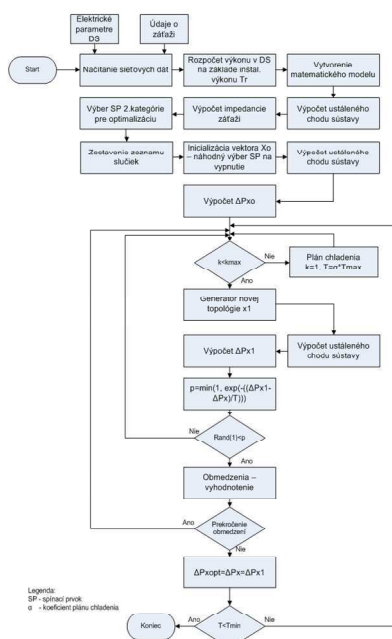 Elektrické
parametre
DS
Údaje o
záťaži
Start
Načítanie sieťových dát
Rozpočet výkonu v DS
na základe inštal.
výkonu Tr
Vytvorenie
matematického modelu
Výber SP 2.kategórie
pre optimalizáciu
Výpočet impedancie
záťaží
Výpočet ustáleného
chodu sústavy
Zostavenie zoznamu
slučiek
Inicializácia vektora Xo
– náhodný výber SP na
vypnutie
Výpočet ustáleného
chodu sústavy
Výpočet ΔPxo
k<kmax
Nie
Plán chladenia
k=1, T=α*Tmax
Ano
Generátor novej
topológie x1
Výpočet ΔPx1
Výpočet ustáleného
chodu sústavy
p=min(1, exp(-((ΔPx1-
ΔPx)/T)))
Nie
Rand(1)<p
Ano
Obmedzenia –
vyhodnotenie
Ano
Prekročenie
obmedzení
Nie
ΔPxopt=ΔPx=ΔPx1
Legenda:
SP - spínací prvok
α - koeficient plánu chladenia
Koniec
Ano
T<Tmin
Nie